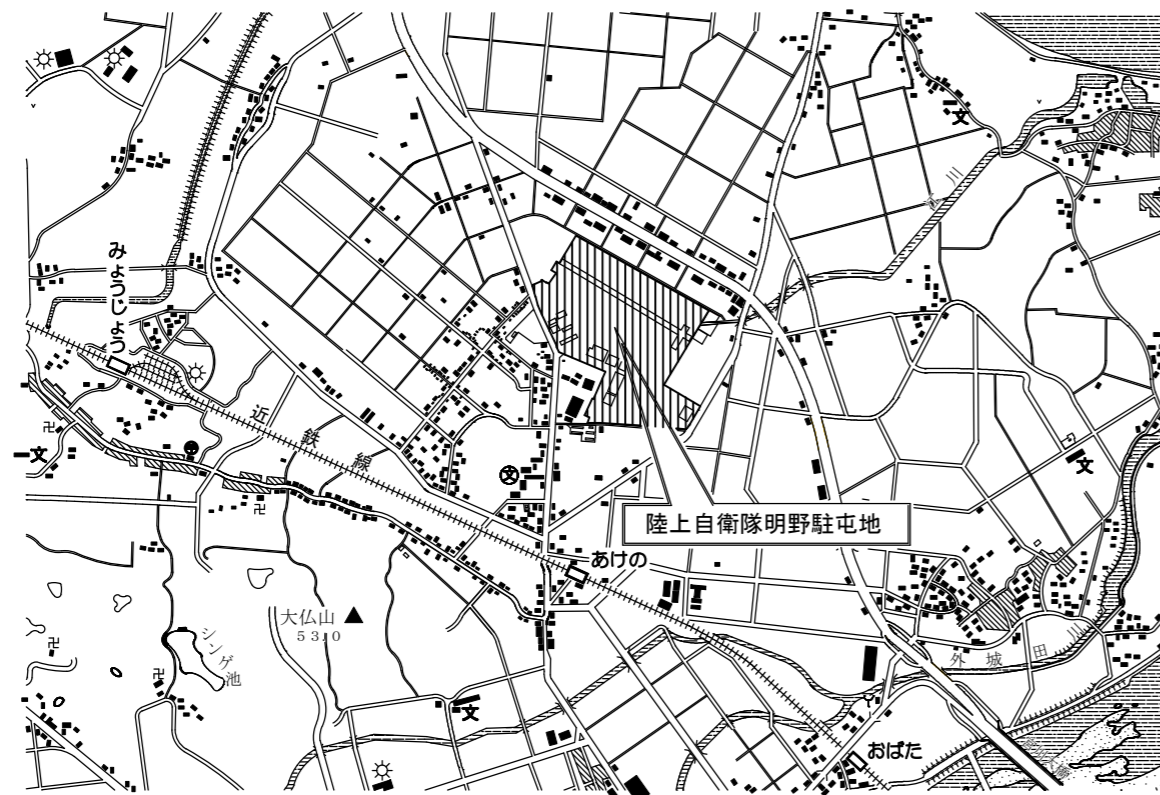 みょうじょう
近鉄線
陸上自衛隊明野駐屯地
あけの
大仏山
53.0
シンゲ池
外城田川
おばた
文
文
文
文
文
川